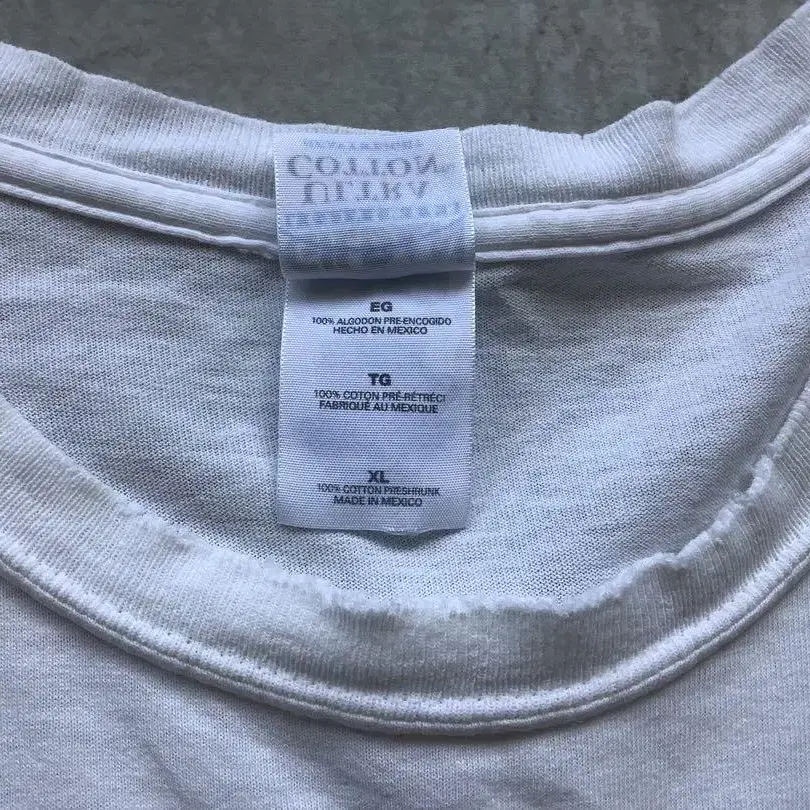 ULTRA
COTTON
EG
100% ALGODON PRE-ENCOGIDO
HECHO EN MEXICO
TG
100% COTON PRÉ-RÉTRÉCI
FABRIQUÉ AU MEXIQUE
XL
100% COTTON PRESHRUNK
MADE IN MEXICO